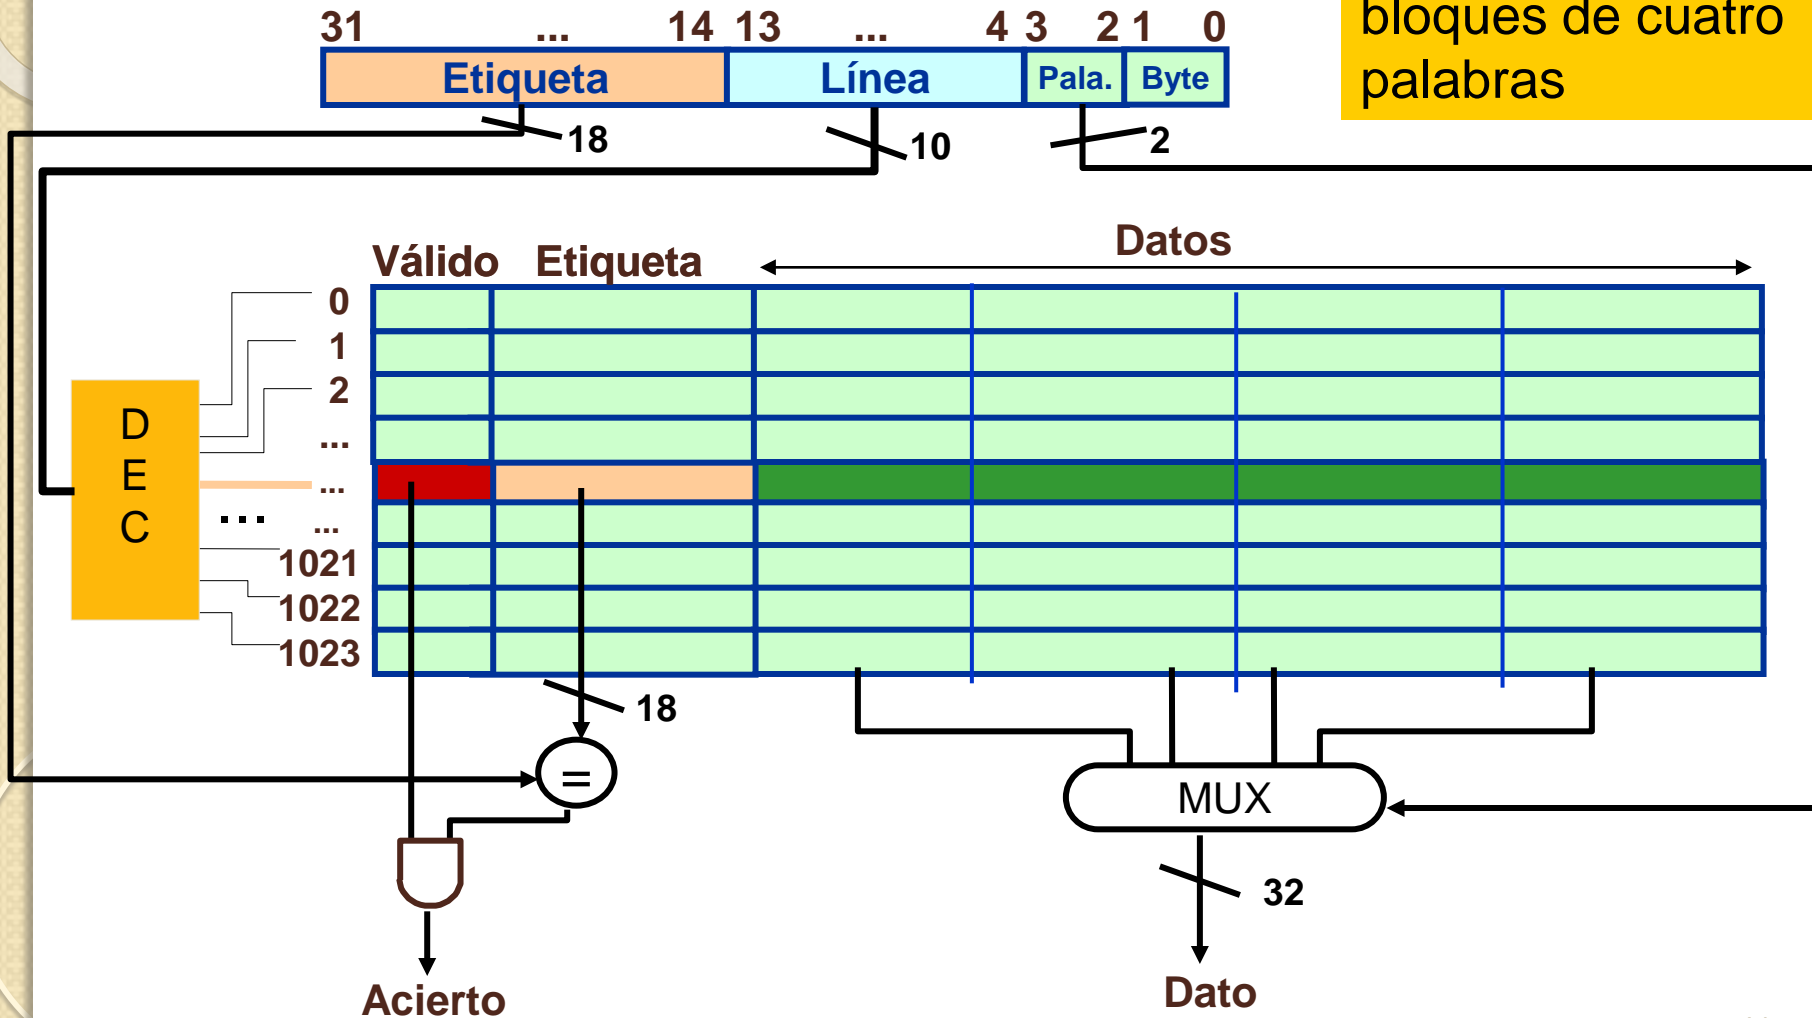 bloques de cuatro
palabras
31 ... 14 13 ... 4 3 2 1 0
Etiqueta Línea Pala. Byte
18 10 2
Datos
Válido Etiqueta
0
1
2
...
...
...
...
1021
1022
1023
D
E
C
18
=
MUX
32
Acierto
Dato